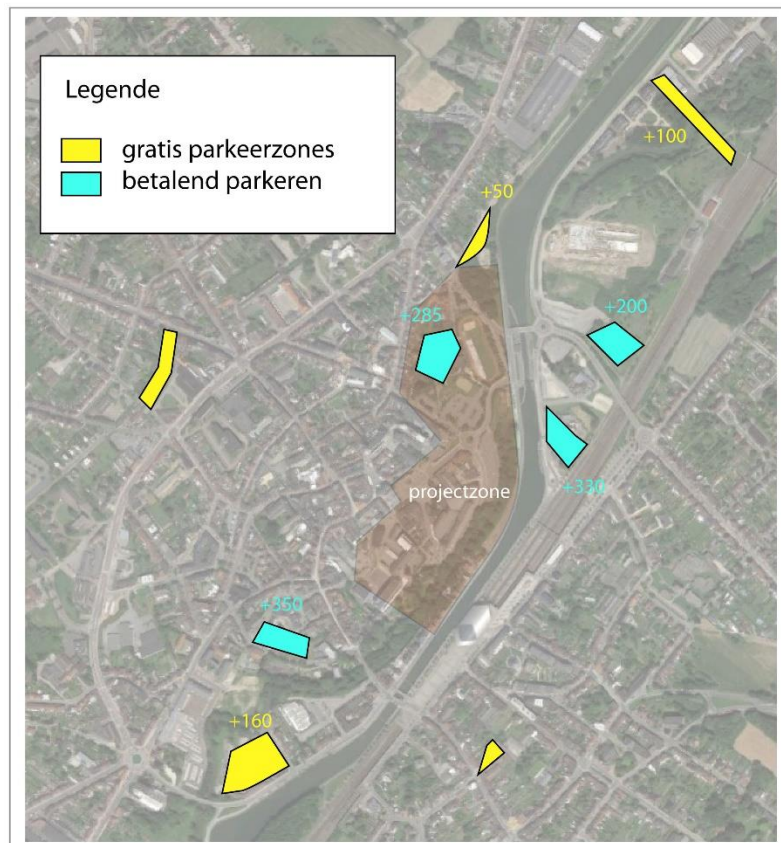 Legende
gratis parkeerzones
betalend parkeren
+100
+50
+285
+200
projectzone
+330
+350
+160